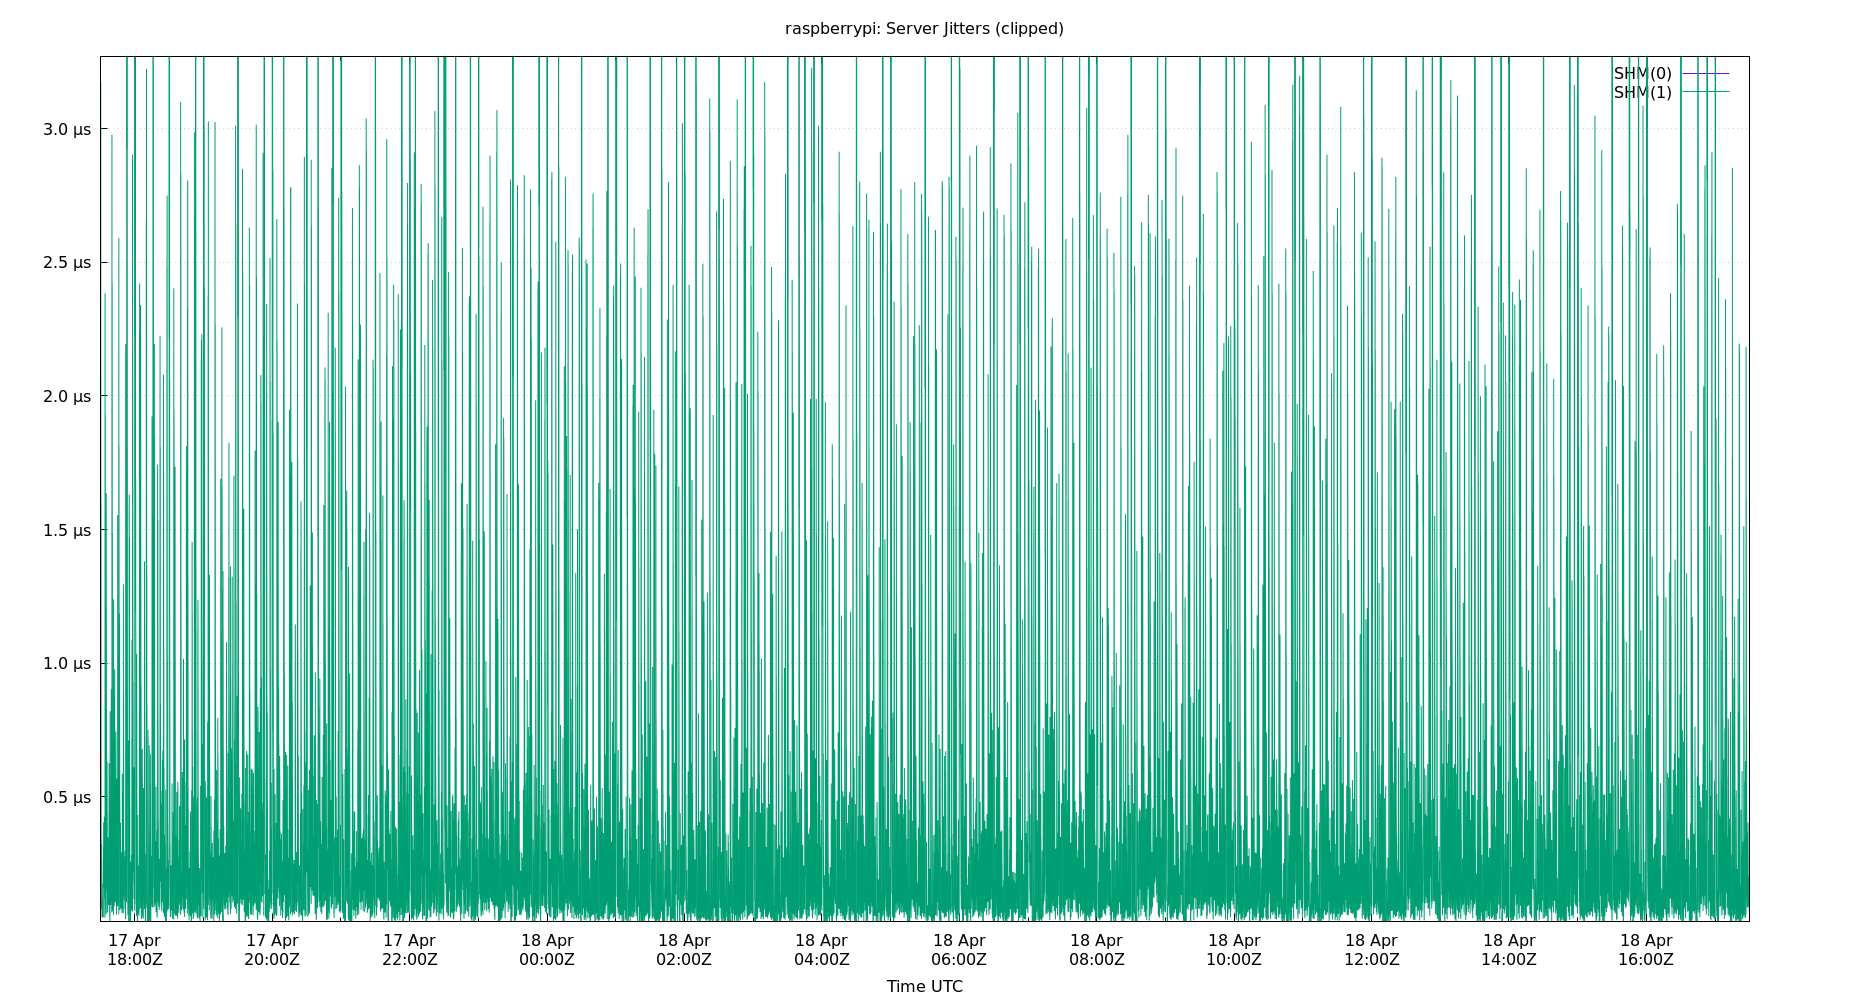 raspberrypi: Server Jitters (clipped)
SHM(0)
SHM(1)
3.0 µs
2.5 µs
2.0 µs
1.5 µs
1.0 µs
0.5 µs
17 Apr 17 Apr 17 Apr 18 Apr 18 Apr 18 Apr 18 Apr 18 Apr 18 Apr 18 Apr 18 Apr 18 Apr
18:00Z 20:00Z 22:00Z 00:00Z 02:00Z 04:00Z 06:00Z 08:00Z 10:00Z 12:00Z 14:00Z 16:00Z
Time UTC